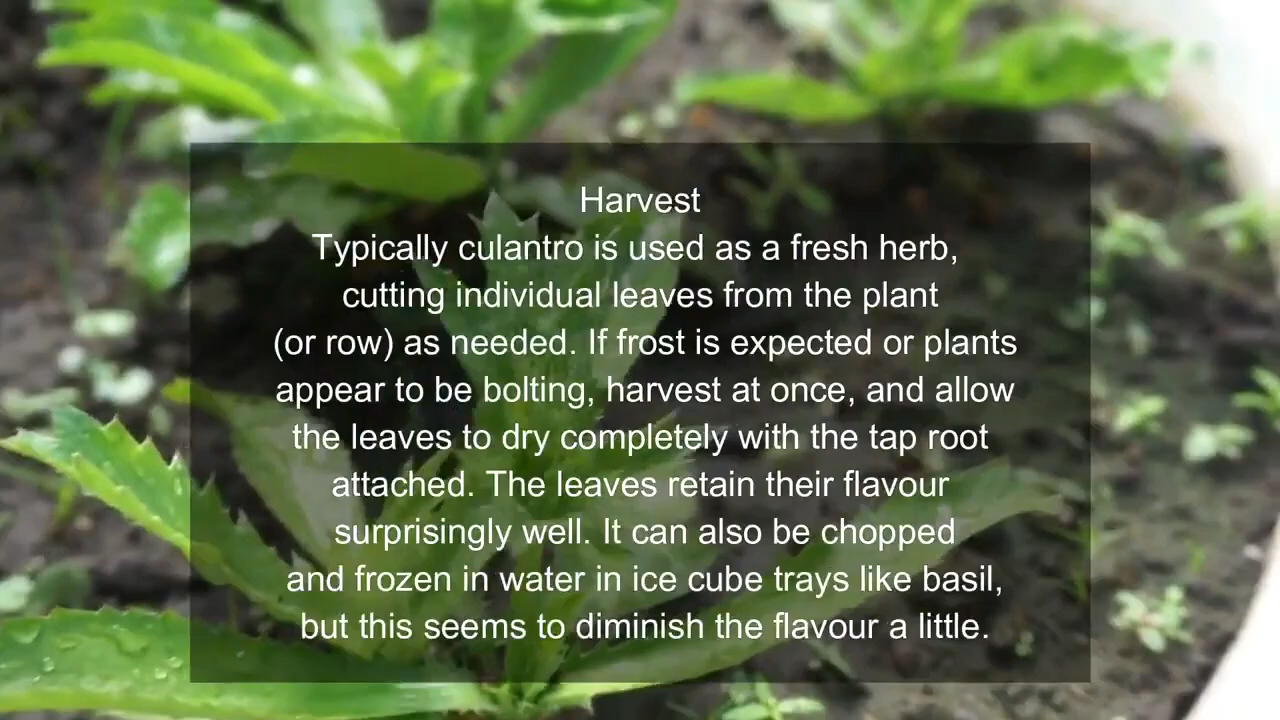 Harvest
Typically culantro is used as a fresh herb,
cutting individual leaves from the plant
(or row) as needed. If frost is expected or plants
appear to be bolting, harvest at once, and allow
the leaves to dry completely with the tap root
attached. The leaves retain their flavour
surprisingly well. It can also be chopped
and frozen in water in ice cube trays like basil,
but this seems to diminish the flavour a little.